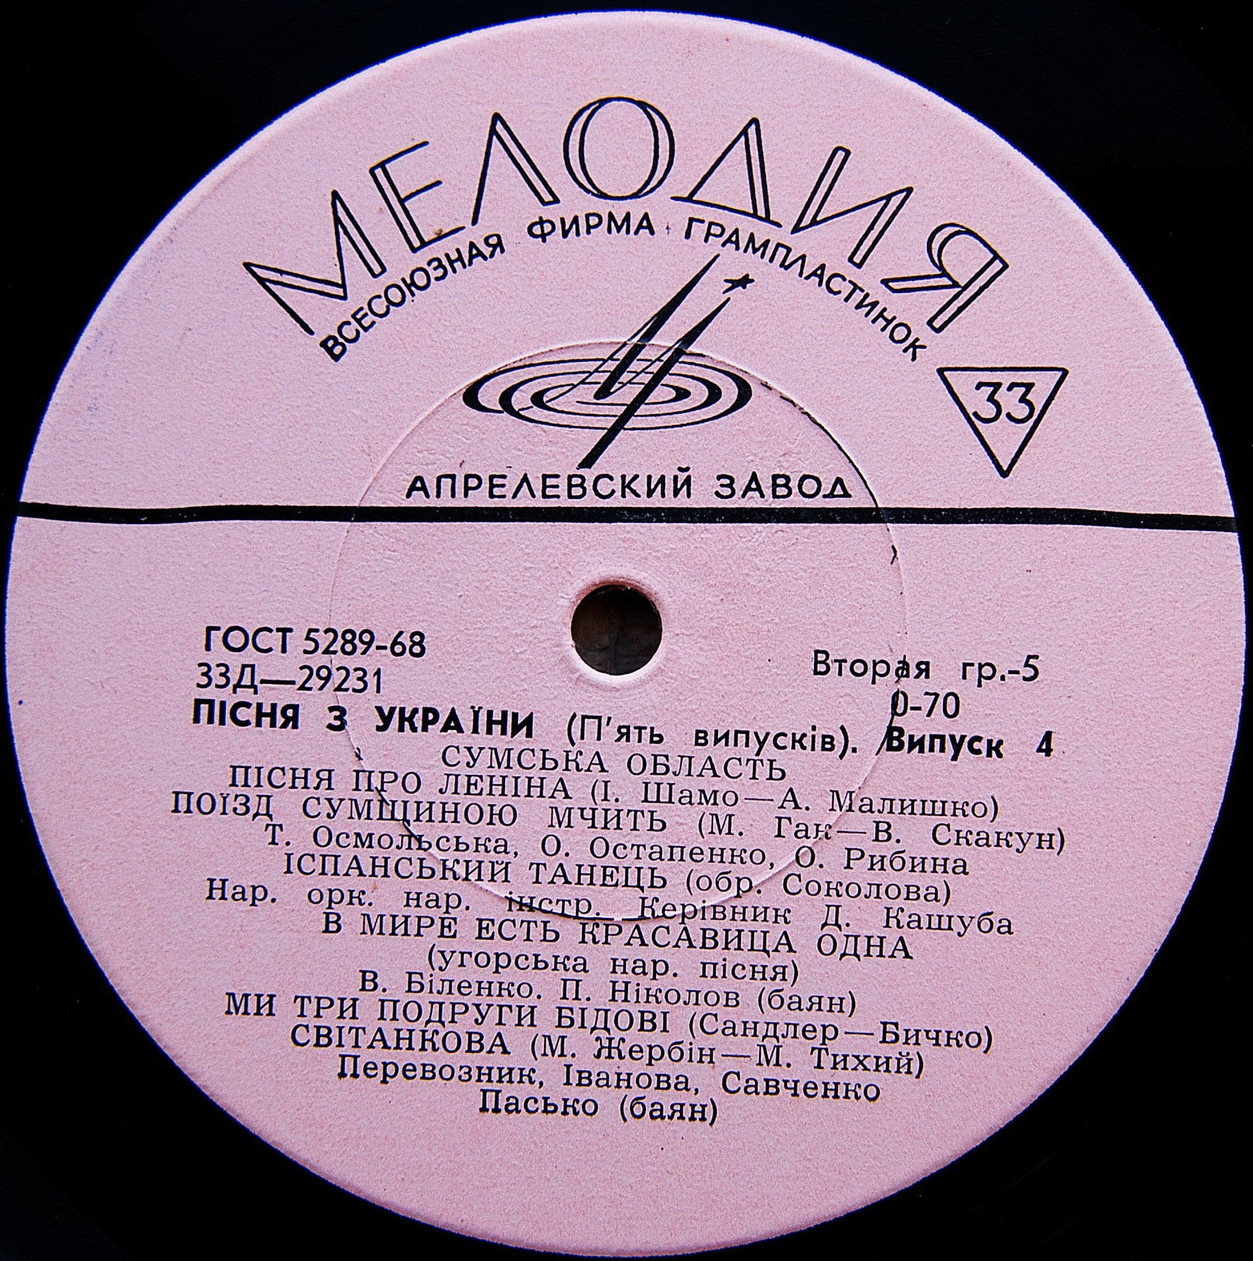 МЕЛОДИЯ
ВСЕСОЮЗНАЯ ФИРМА ГРАМПЛАСТИНОК
33
АПРЕЛЕВСКИЙ ЗАВОД
ГОСТ 5289-68
Вторая гр.-5
33Д—29231
0-70
ПІСНЯ З УКРАЇНИ (П'ять випусків). Випуск 4
СУМСЬКА ОБЛАСТЬ
ПІСНЯ ПРО ЛЕНІНА (І. Шамо—А. Малишко)
ПОЇЗД СУМЩИНОЮ МЧИТЬ (М. Гак—В. Скакун)
Т. Осмольська, О. Остапенко, О. Рибина
ІСПАНСЬКИЙ ТАНЕЦЬ (обр. Соколова)
Нар. орк. нар. інстр. Керівник Д. Кашуба
В МИРЕ ЕСТЬ КРАСАВИЦА ОДНА
(угорська нар. пісня)
В. Біленко. П. Ніколов (баян)
МИ ТРИ ПОДРУГИ БІДОВІ (Сандлер—Бичко)
СВІТАНКОВА (М. Жербін—М. Тихий)
Перевозник, Іванова, Савченко
Пасько (баян)